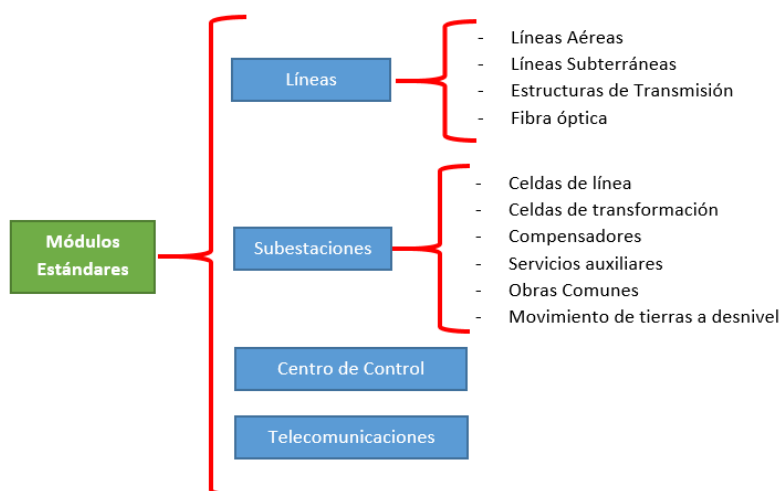 Módulos
Estándares
Líneas
- Líneas Aéreas
- Líneas Subterráneas
- Estructuras de Transmisión
- Fibra óptica
Subestaciones
- Celdas de línea
- Celdas de transformación
- Compensadores
- Servicios auxiliares
- Obras Comunes
- Movimiento de tierras a desnivel
Centro de Control
Telecomunicaciones